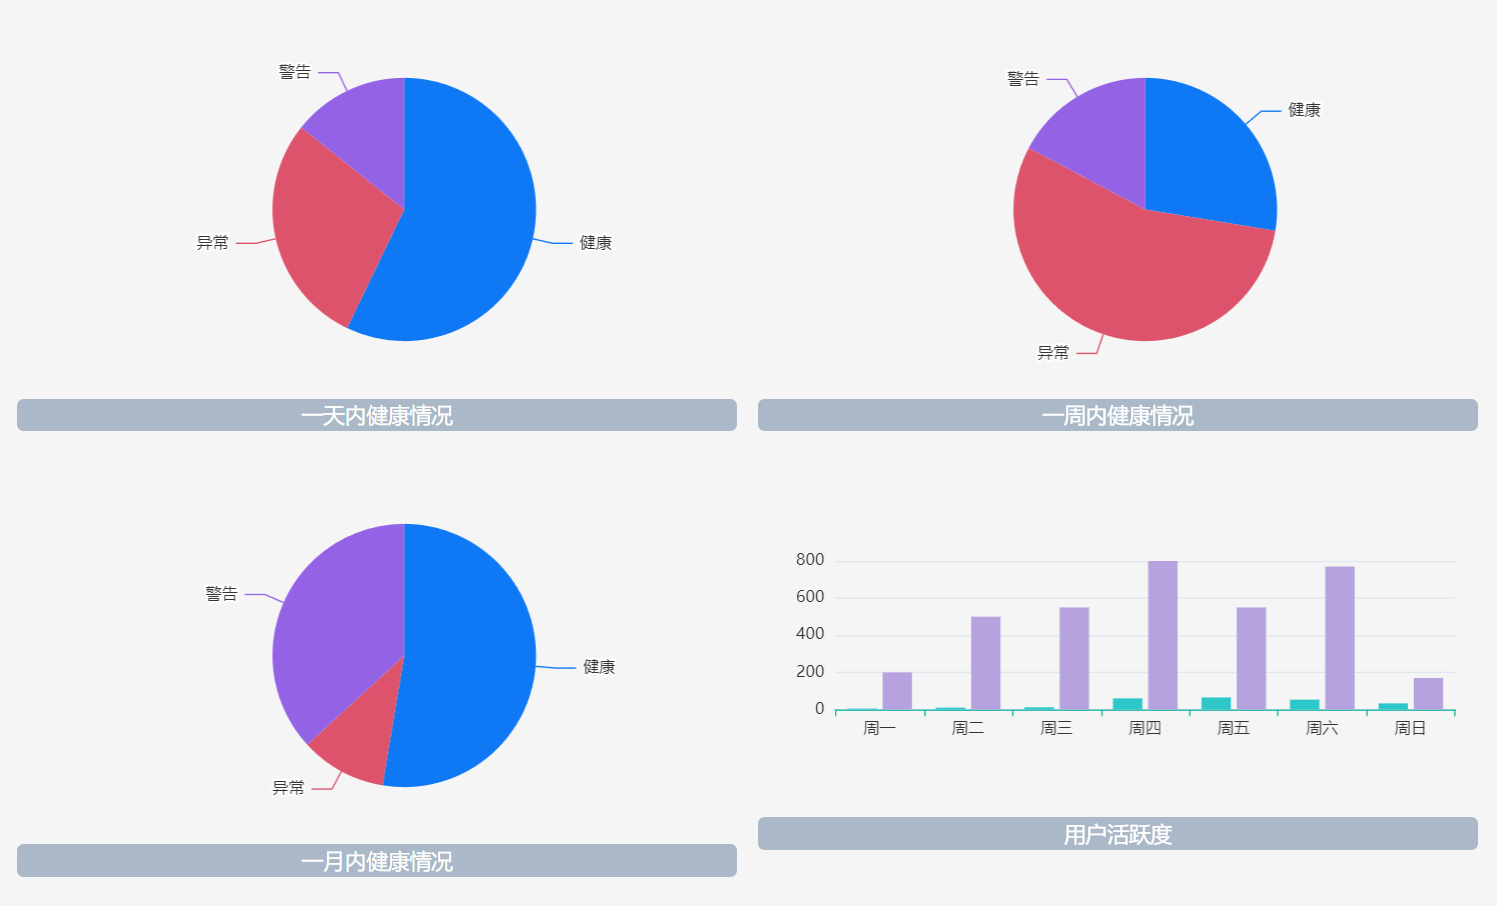 警告
健康
异常
一天内健康情况
警告
健康
异常
一周内健康情况
警告
健康
异常
一月内健康情况
800
600
400
200
0
周一 周二 周三 周四 周五 周六 周日
用户活跃度